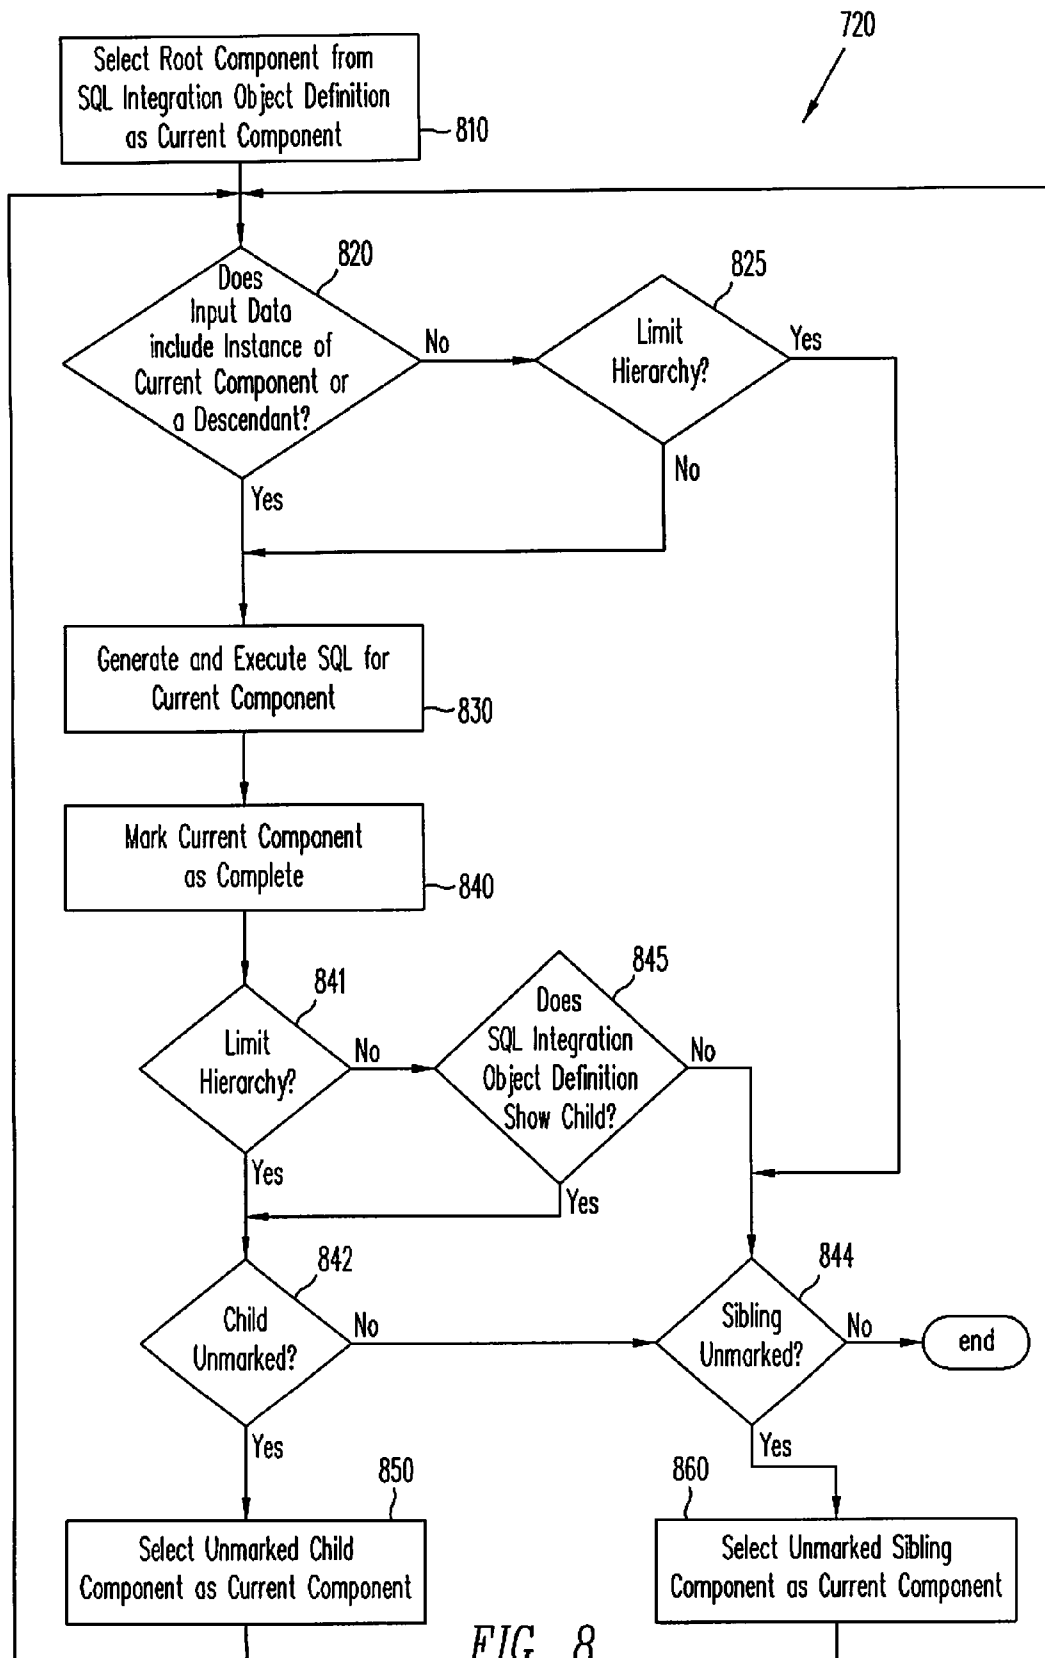 720
Select Root Component from
SQL Integration Object Definition
as Current Component
810
Does
Input Data
include Instance of
Current Component or
a Descendant?
820
No
Yes
Limit
Hierarchy?
825
Yes
No
Generate and Execute SQL for
Current Component
830
Mark Current Component
as Complete
840
Limit
Hierarchy?
841
No
Yes
Does
SQL Integration
Object Definition
Show Child?
845
No
Yes
Child
Unmarked?
842
No
Yes
Sibling
Unmarked?
844
No
Yes
end
Select Unmarked Child
Component as Current Component
850
Select Unmarked Sibling
Component as Current Component
860
FIG. 8